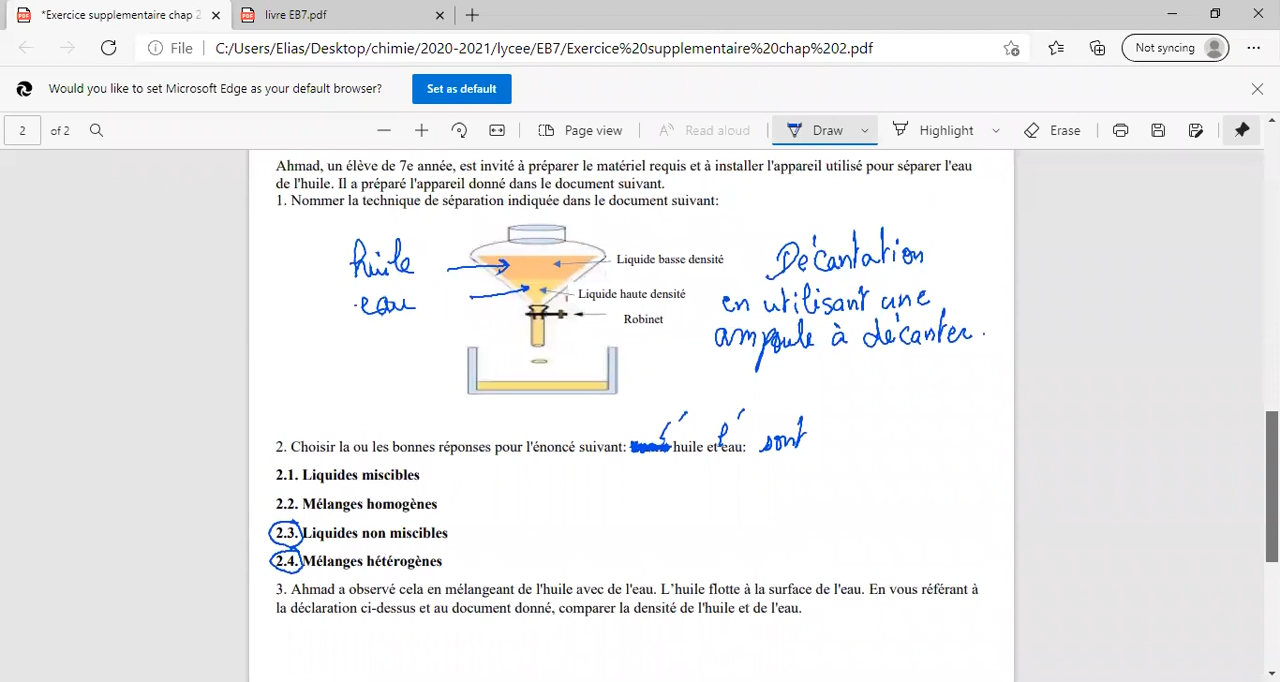 *Exercice supplementaire chap 2.
livre EB7.pdf
File
C:/Users/Elias/Desktop/chimie/2020-2021/lycee/EB7/Exercice%20supplementaire%20chap%202.pdf
Not syncing
Would you like to set Microsoft Edge as your default browser?
Set as default
2 of 2
Page view
Read aloud
Draw
Highlight
Erase
Ahmad, un élève de 7e année, est invité à préparer le matériel requis et à installer l'appareil utilisé pour séparer l'eau
de l'huile. Il a préparé l'appareil donné dans le document suivant.
1. Nommer la technique de séparation indiquée dans le document suivant:
huile
eau
Liquide basse densité
Liquide haute densité
Robinet
Décantation
en utilisant une
ampoule à décanter.
2. Choisir la ou les bonnes réponses pour l'énoncé suivant: l' huile et l' eau: sont
2.1. Liquides miscibles
2.2. Mélanges homogènes
2.3. Liquides non miscibles
2.4. Mélanges hétérogènes
3. Ahmad a observé cela en mélangeant de l'huile avec de l'eau. L'huile flotte à la surface de l'eau. En vous référant à
la déclaration ci-dessus et au document donné, comparer la densité de l'huile et de l'eau.